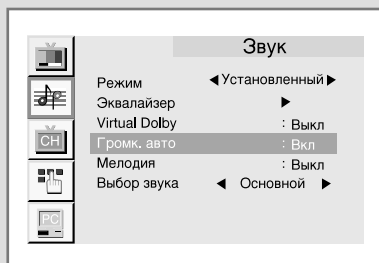 Звук
Режим ◀ Установленный ▶
Эквалайзер ▶
Virtual Dolby : Выкл
Громк. авто : Вкл
Мелодия : Выкл
Выбор звука ◀ Основной ▶
CH
PC